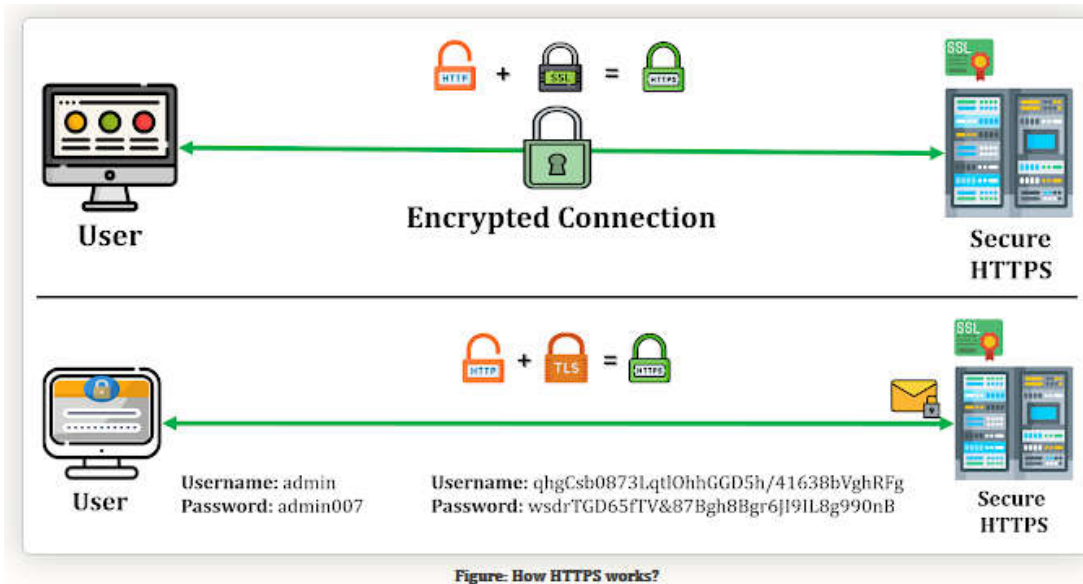 HTTP + SSL = HTTPS
SSL
User
Encrypted Connection
Secure
HTTPS
HTTP + TLS = HTTPS
SSL
User
Username: admin
Password: admin007
Username: qhgCsb0873LqtlOhhGGD5h/41638bVghRFg
Password: wsdrTGD65fTV&87Bgh8Bgr6JI9IL8g990nB
Secure
HTTPS
Figure: How HTTPS works?